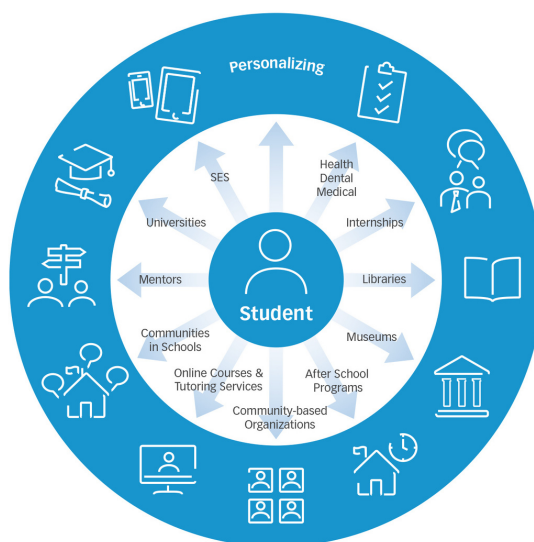 Personalizing
Health
Dental
Medical
SES
Internships
Universities
Libraries
Mentors
Student
Museums
Communities
in Schools
After School
Programs
Online Courses &
Tutoring Services
Community-based
Organizations